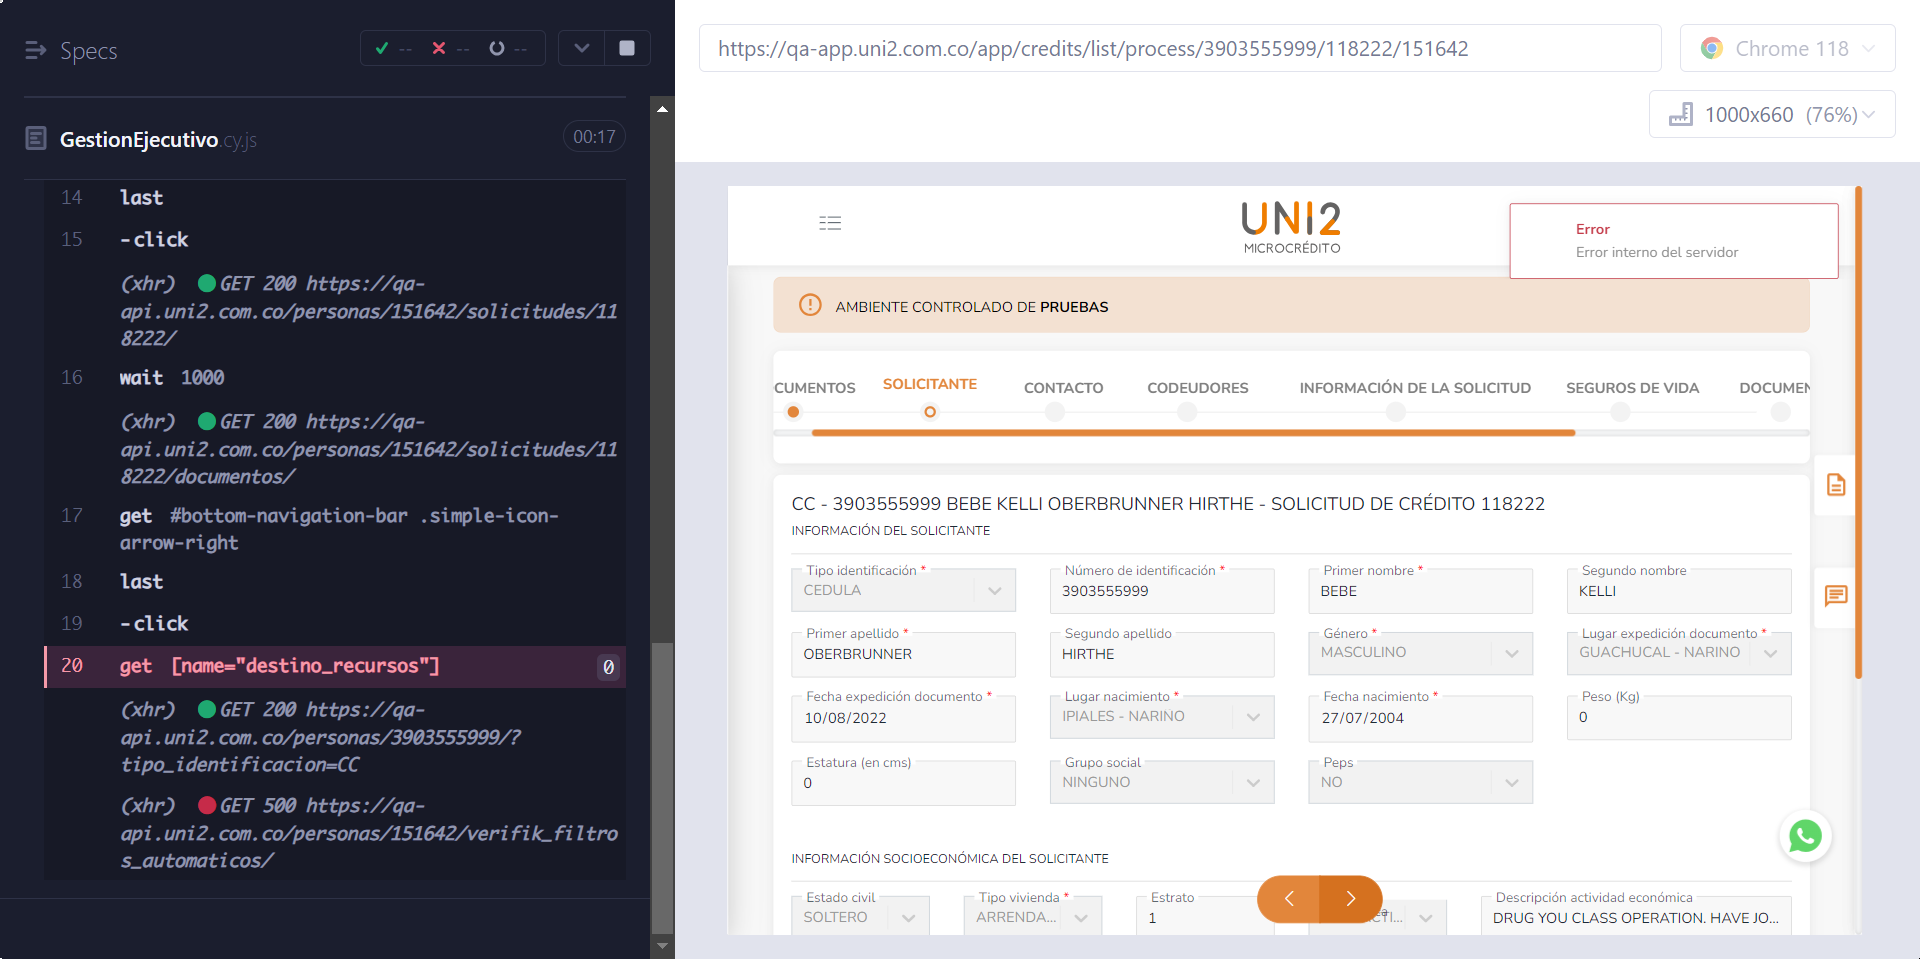 Specs
-- -- --
GestionEjecutivo.cy.js 00:17
14 last
15 -click
(xhr) GET 200 https://qa-
api.uni2.com.co/personas/151642/solicitudes/11
8222/
16 wait 1000
(xhr) GET 200 https://qa-
api.uni2.com.co/personas/151642/solicitudes/11
8222/documentos/
17 get #bottom-navigation-bar .simple-icon-
arrow-right
18 last
19 -click
20 get [name="destino_recursos"] 0
(xhr) GET 200 https://qa-
api.uni2.com.co/personas/3903555999/?
tipo_identificacion=CC
(xhr) GET 500 https://qa-
api.uni2.com.co/personas/151642/verifik_filtro
s_automaticos/
https://qa-app.uni2.com.co/app/credits/list/process/3903555999/118222/151642
Chrome 118
1000x660 (76%)
UNI2
MICROCRÉDITO
Error
Error interno del servidor
AMBIENTE CONTROLADO DE PRUEBAS
CUMENTOS SOLICITANTE CONTACTO CODEUDORES INFORMACIÓN DE LA SOLICITUD SEGUROS DE VIDA DOCUMEN
CC - 3903555999 BEBE KELLI OBERBRUNNER HIRTHE - SOLICITUD DE CRÉDITO 118222
INFORMACIÓN DEL SOLICITANTE
Tipo identificación * Número de identificación * Primer nombre * Segundo nombre
CEDULA 3903555999 BEBE KELLI
Primer apellido * Segundo apellido Género * Lugar expedición documento *
OBERBRUNNER HIRTHE MASCULINO GUACHUCAL - NARINO
Fecha expedición documento * Lugar nacimiento * Fecha nacimiento * Peso (Kg)
10/08/2022 IPIALES - NARINO 27/07/2004 0
Estatura (en cms) Grupo social Peps
0 NINGUNO NO
INFORMACIÓN SOCIOECONÓMICA DEL SOLICITANTE
Estado civil Tipo vivienda * Estrato Descripción actividad económica
SOLTERO ARRENDA... 1 DRUG YOU CLASS OPERATION. HAVE JO...